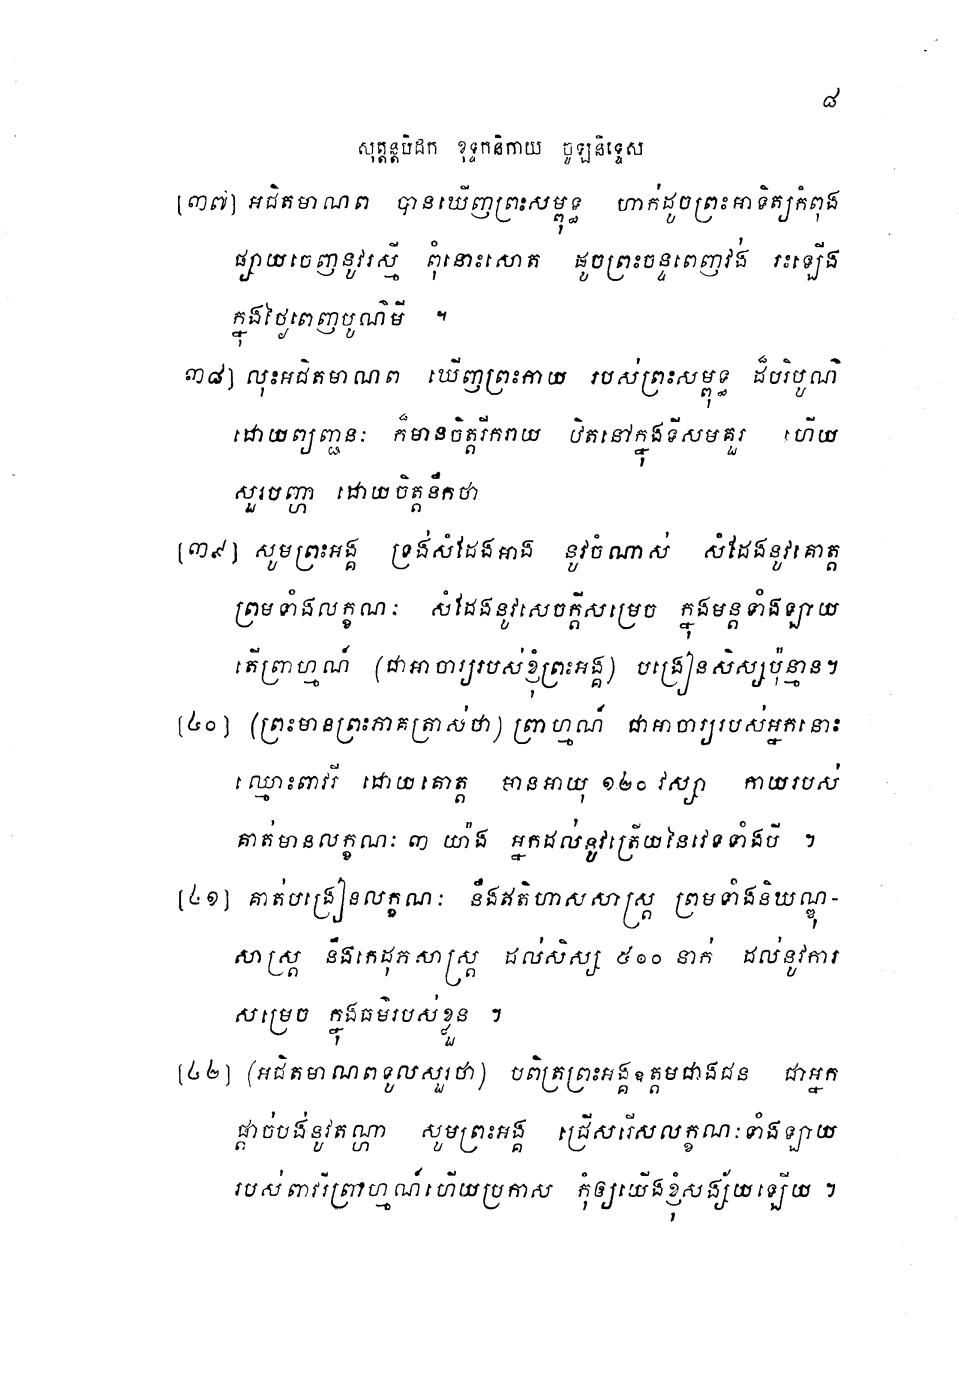 ៨
សុត្តន្តបិដក ខុទ្ទកនិកាយ ចូឡនិទ្ទេស
[៣៧] អជិតមាណព បានឃើញព្រះសម្ពុទ្ធ ហាក់ដូចព្រះអាទិត្យកំពុង
ផ្សាយចេញនូវរស្មី ពុំនោះសោត ដូចព្រះចន្ទពេញវង់ រះឡើង
ក្នុងថ្ងៃពេញបូណ៌មី ។
៣៨] លុះអជិតមាណព ឃើញព្រះកាយ របស់ព្រះសម្ពុទ្ធ ដ៏បរិបូណ៌
ដោយព្យញ្ជនៈ ក៏មានចិត្តរីករាយ ឋិតនៅក្នុងទីសមគួរ ហើយ
សួរបញ្ហា ដោយចិត្តនឹកថា
[៣៩] សូមព្រះអង្គ ទ្រង់សំដែងអាង នូវចំណាស់ សំដែងនូវគោត្ត
ព្រមទាំងលក្ខណៈ សំដែងនូវសេចក្តីសម្រេច ក្នុងមន្តទាំងឡាយ
តើព្រាហ្មណ៍ (ជាអាចារ្យរបស់ខ្ញុំព្រះអង្គ) បង្រៀនសិស្សប៉ុន្មាន។
[៤០] (ព្រះមានព្រះភាគត្រាស់ថា) ព្រាហ្មណ៍ ជាអាចារ្យរបស់អ្នកនោះ
ឈ្មោះពាវរី ដោយគោត្ត មានអាយុ ១២០ វស្សា កាយរបស់
គាត់មានលក្ខណៈ ៣ យ៉ាង អ្នកដល់នូវត្រើយនៃវេទទាំងបី ។
[៤១] គាត់បង្រៀនលក្ខណៈ នឹងឥតិហាសសាស្ត្រ ព្រមទាំងនិឃណ្ឌុ-
សាស្ត្រ នឹងកេដុភសាស្ត្រ ដល់សិស្ស ៥០០ នាក់ ដល់នូវការ
សម្រេច ក្នុងធម៌របស់ខ្លួន ។
[៤២] (អជិតមាណពទូលសួរថា) បពិត្រព្រះអង្គឧត្តមជាងជន ជាអ្នក
ផ្តាច់បង់នូវតណ្ហា សូមព្រះអង្គ ជ្រើសរើសលក្ខណៈទាំងឡាយ
របស់ពាវរីព្រាហ្មណ៍ហើយប្រកាស កុំឲ្យយើងខ្ញុំសង្ស័យឡើយ ។